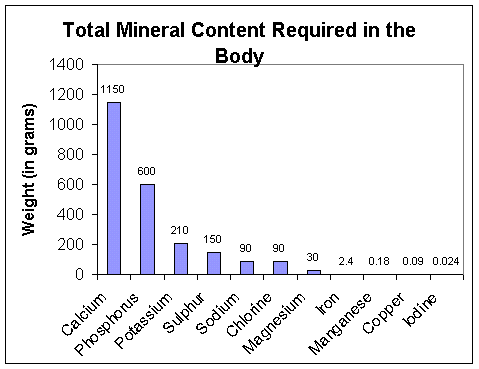 Total Mineral Content Required in the
Body
Weight (in grams)
1400
1200
1000
800
600
400
200
0
1150
600
210
150
90
90
30
2.4
0.18
0.09
0.024
Calcium
Phosphorus
Potassium
Sulphur
Sodium
Chlorine
Magnesium
Iron
Manganese
Copper
Iodine